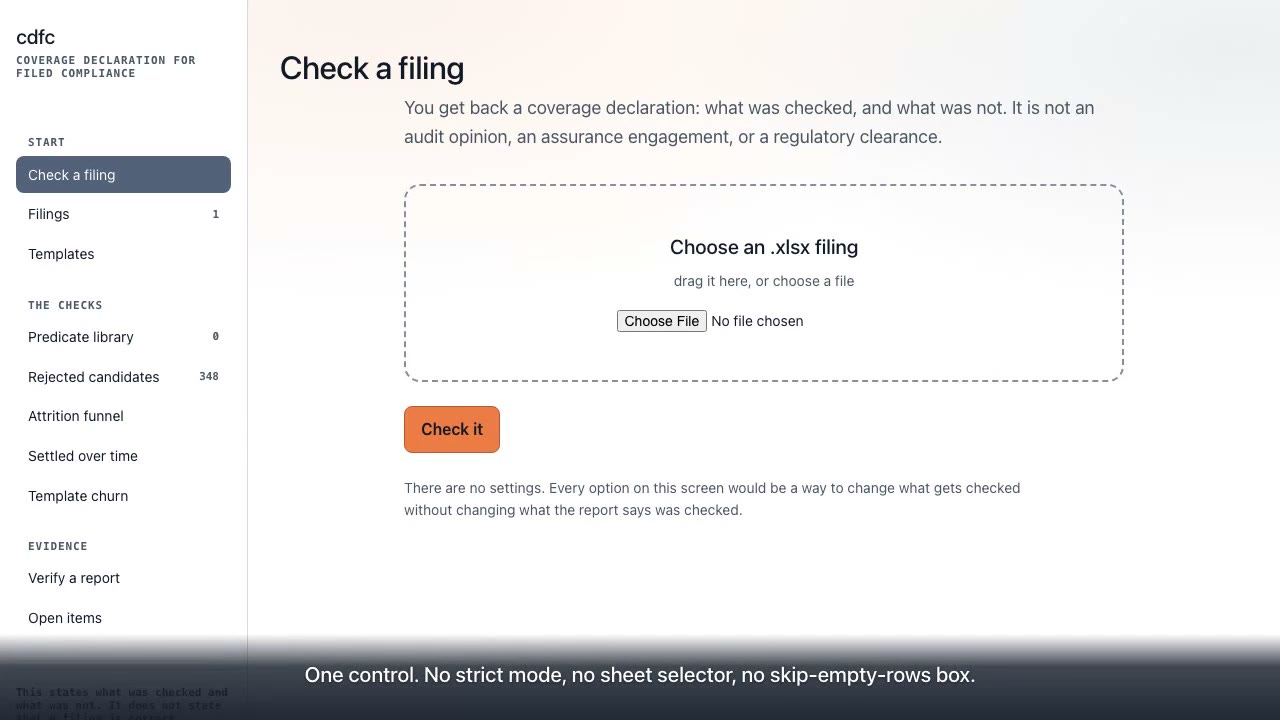 cdfc
COVERAGE DECLARATION FOR
FILED COMPLIANCE
START
Check a filing
Filings 1
Templates
THE CHECKS
Predicate library 0
Rejected candidates 348
Attrition funnel
Settled over time
Template churn
EVIDENCE
Verify a report
Open items
This states what was checked and
what was not. It does not state
that a filing is correct.
Check a filing
You get back a coverage declaration: what was checked, and what was not. It is not an
audit opinion, an assurance engagement, or a regulatory clearance.
Choose an .xlsx filing
drag it here, or choose a file
Choose File No file chosen
Check it
There are no settings. Every option on this screen would be a way to change what gets checked
without changing what the report says was checked.
One control. No strict mode, no sheet selector, no skip-empty-rows box.